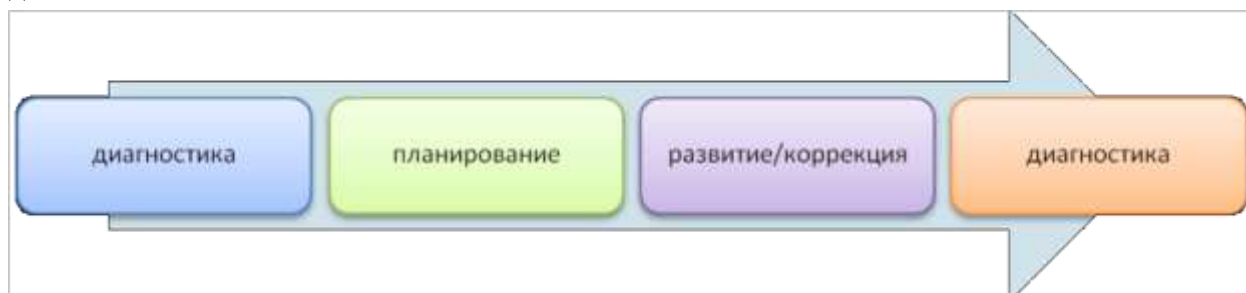 диагностика
планирование
развитие/коррекция
диагностика